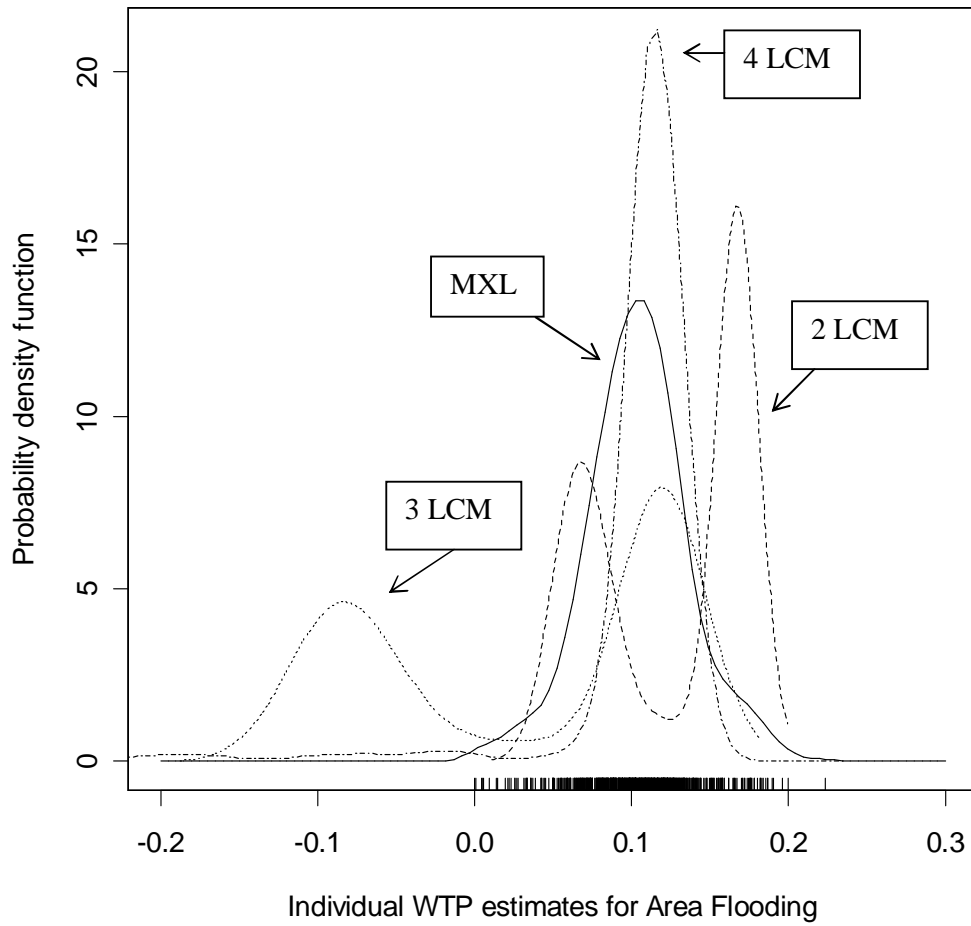 20
15
10
5
0
Probability density function
4 LCM
MXL
2 LCM
3 LCM
-0.2 -0.1 0.0 0.1 0.2 0.3
Individual WTP estimates for Area Flooding